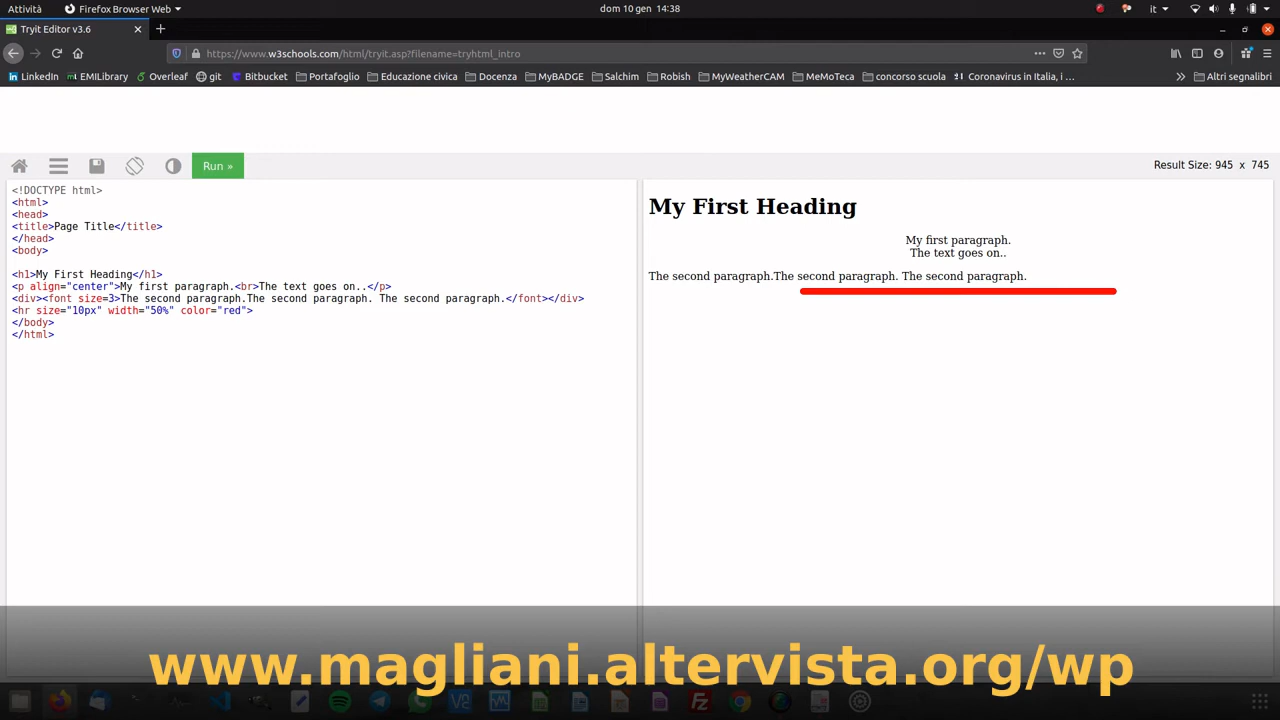 Attività
Firefox Browser Web
dom 10 gen 14:38
it
Tryit Editor v3.6
https://www.w3schools.com/html/tryit.asp?filename=tryhtml_intro
LinkedIn
EMILibrary
Overleaf
git
Bitbucket
Portafoglio
Educazione civica
Docenza
MyBADGE
Salchim
Robish
MyWeatherCAM
MeMoTeca
concorso scuola
Coronavirus in Italia, i …
Altri segnalibri
Run »
Result Size: 945 x 745
<!DOCTYPE html>
<html>
<head>
<title>Page Title</title>
</head>
<body>
<h1>My First Heading</h1>
<p align="center">My first paragraph.<br>The text goes on..</p>
<div><font size=3>The second paragraph.The second paragraph. The second paragraph.</font></div>
<hr size="10px" width="50%" color="red">
</body>
</html>
My First Heading
My first paragraph.
The text goes on..
The second paragraph.The second paragraph. The second paragraph.
www.magliani.altervista.org/wp